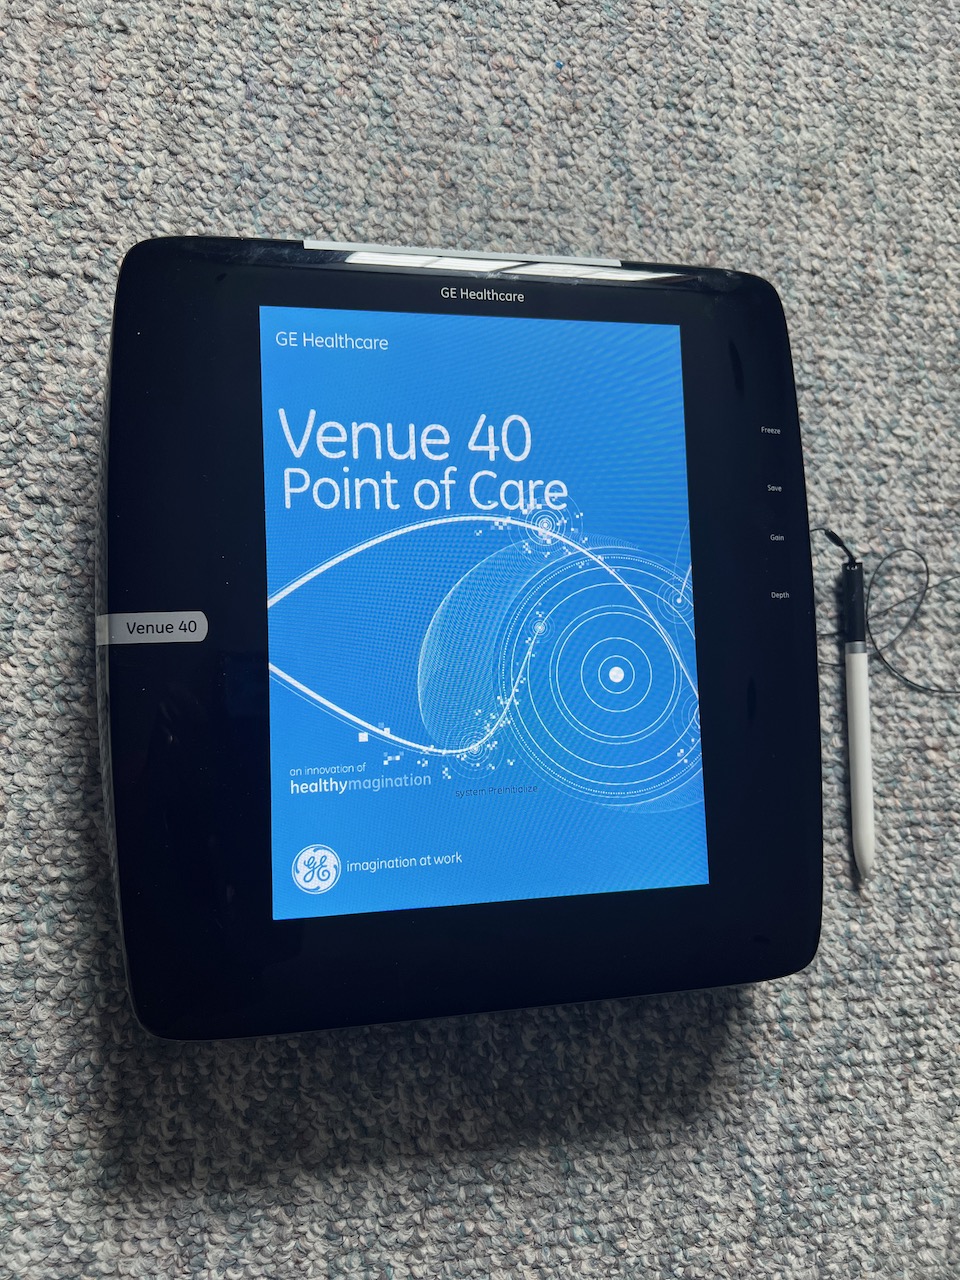 GE Healthcare
GE Healthcare
Venue 40
Point of Care
Freeze
Save
Gain
Depth
Venue 40
an innovation of
healthymagination
system PreInitialize
GE
imagination at work